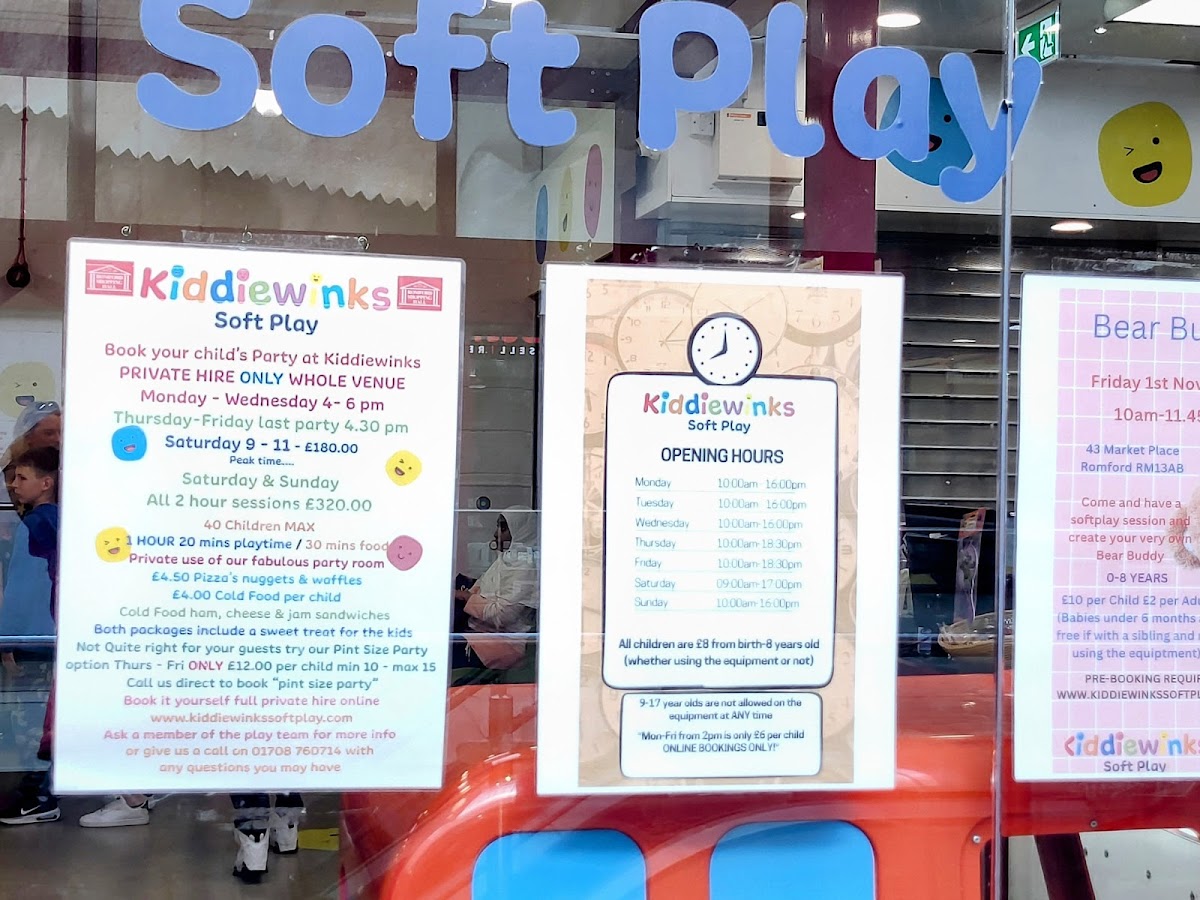 Soft Play
ROMFORD SHOPPING HALL
Kiddiewinks
Soft Play
Book your child's Party at Kiddiewinks
PRIVATE HIRE ONLY WHOLE VENUE
Monday - Wednesday 4- 6 pm
Thursday-Friday last party 4.30 pm
Saturday 9 - 11 - £180.00
Peak time....
Saturday & Sunday
All 2 hour sessions £320.00
40 Children MAX
1 HOUR 20 mins playtime / 30 mins food
Private use of our fabulous party room
£4.50 Pizza's nuggets & waffles
£4.00 Cold Food per child
Cold Food ham, cheese & jam sandwiches
Both packages include a sweet treat for the kids
Not Quite right for your guests try our Pint Size Party
option Thurs - Fri ONLY £12.00 per child min 10 - max 15
Call us direct to book "pint size party"
Book it yourself full private hire online
www.kiddiewinkssoftplay.com
Ask a member of the play team for more info
or give us a call on 01708 760714 with
any questions you may have
Kiddiewinks
Soft Play
OPENING HOURS
Monday 10:00am- 16:00pm
Tuesday 10:00am- 16:00pm
Wednesday 10:00am-16:00pm
Thursday 10:00am-18:30pm
Friday 10:00am-18:30pm
Saturday 09:00am-17:00pm
Sunday 10:00am-16:00pm
All children are £8 from birth-8 years old
(whether using the equipment or not)
9-17 year olds are not allowed on the
equipment at ANY time
"Mon-Fri from 2pm is only £6 per child
ONLINE BOOKINGS ONLY!"
Bear Bu
Friday 1st Nov
10am-11.45
43 Market Place
Romford RM13AB
Come and have a
softplay session and
create your very own
Bear Buddy
0-8 YEARS
£10 per Child £2 per Adu
(Babies under 6 months
free if with a sibling and
using the equiptment)
PRE-BOOKING REQUIR
WWW.KIDDIEWINKSSOFTPL
Kiddiewinks
Soft Play